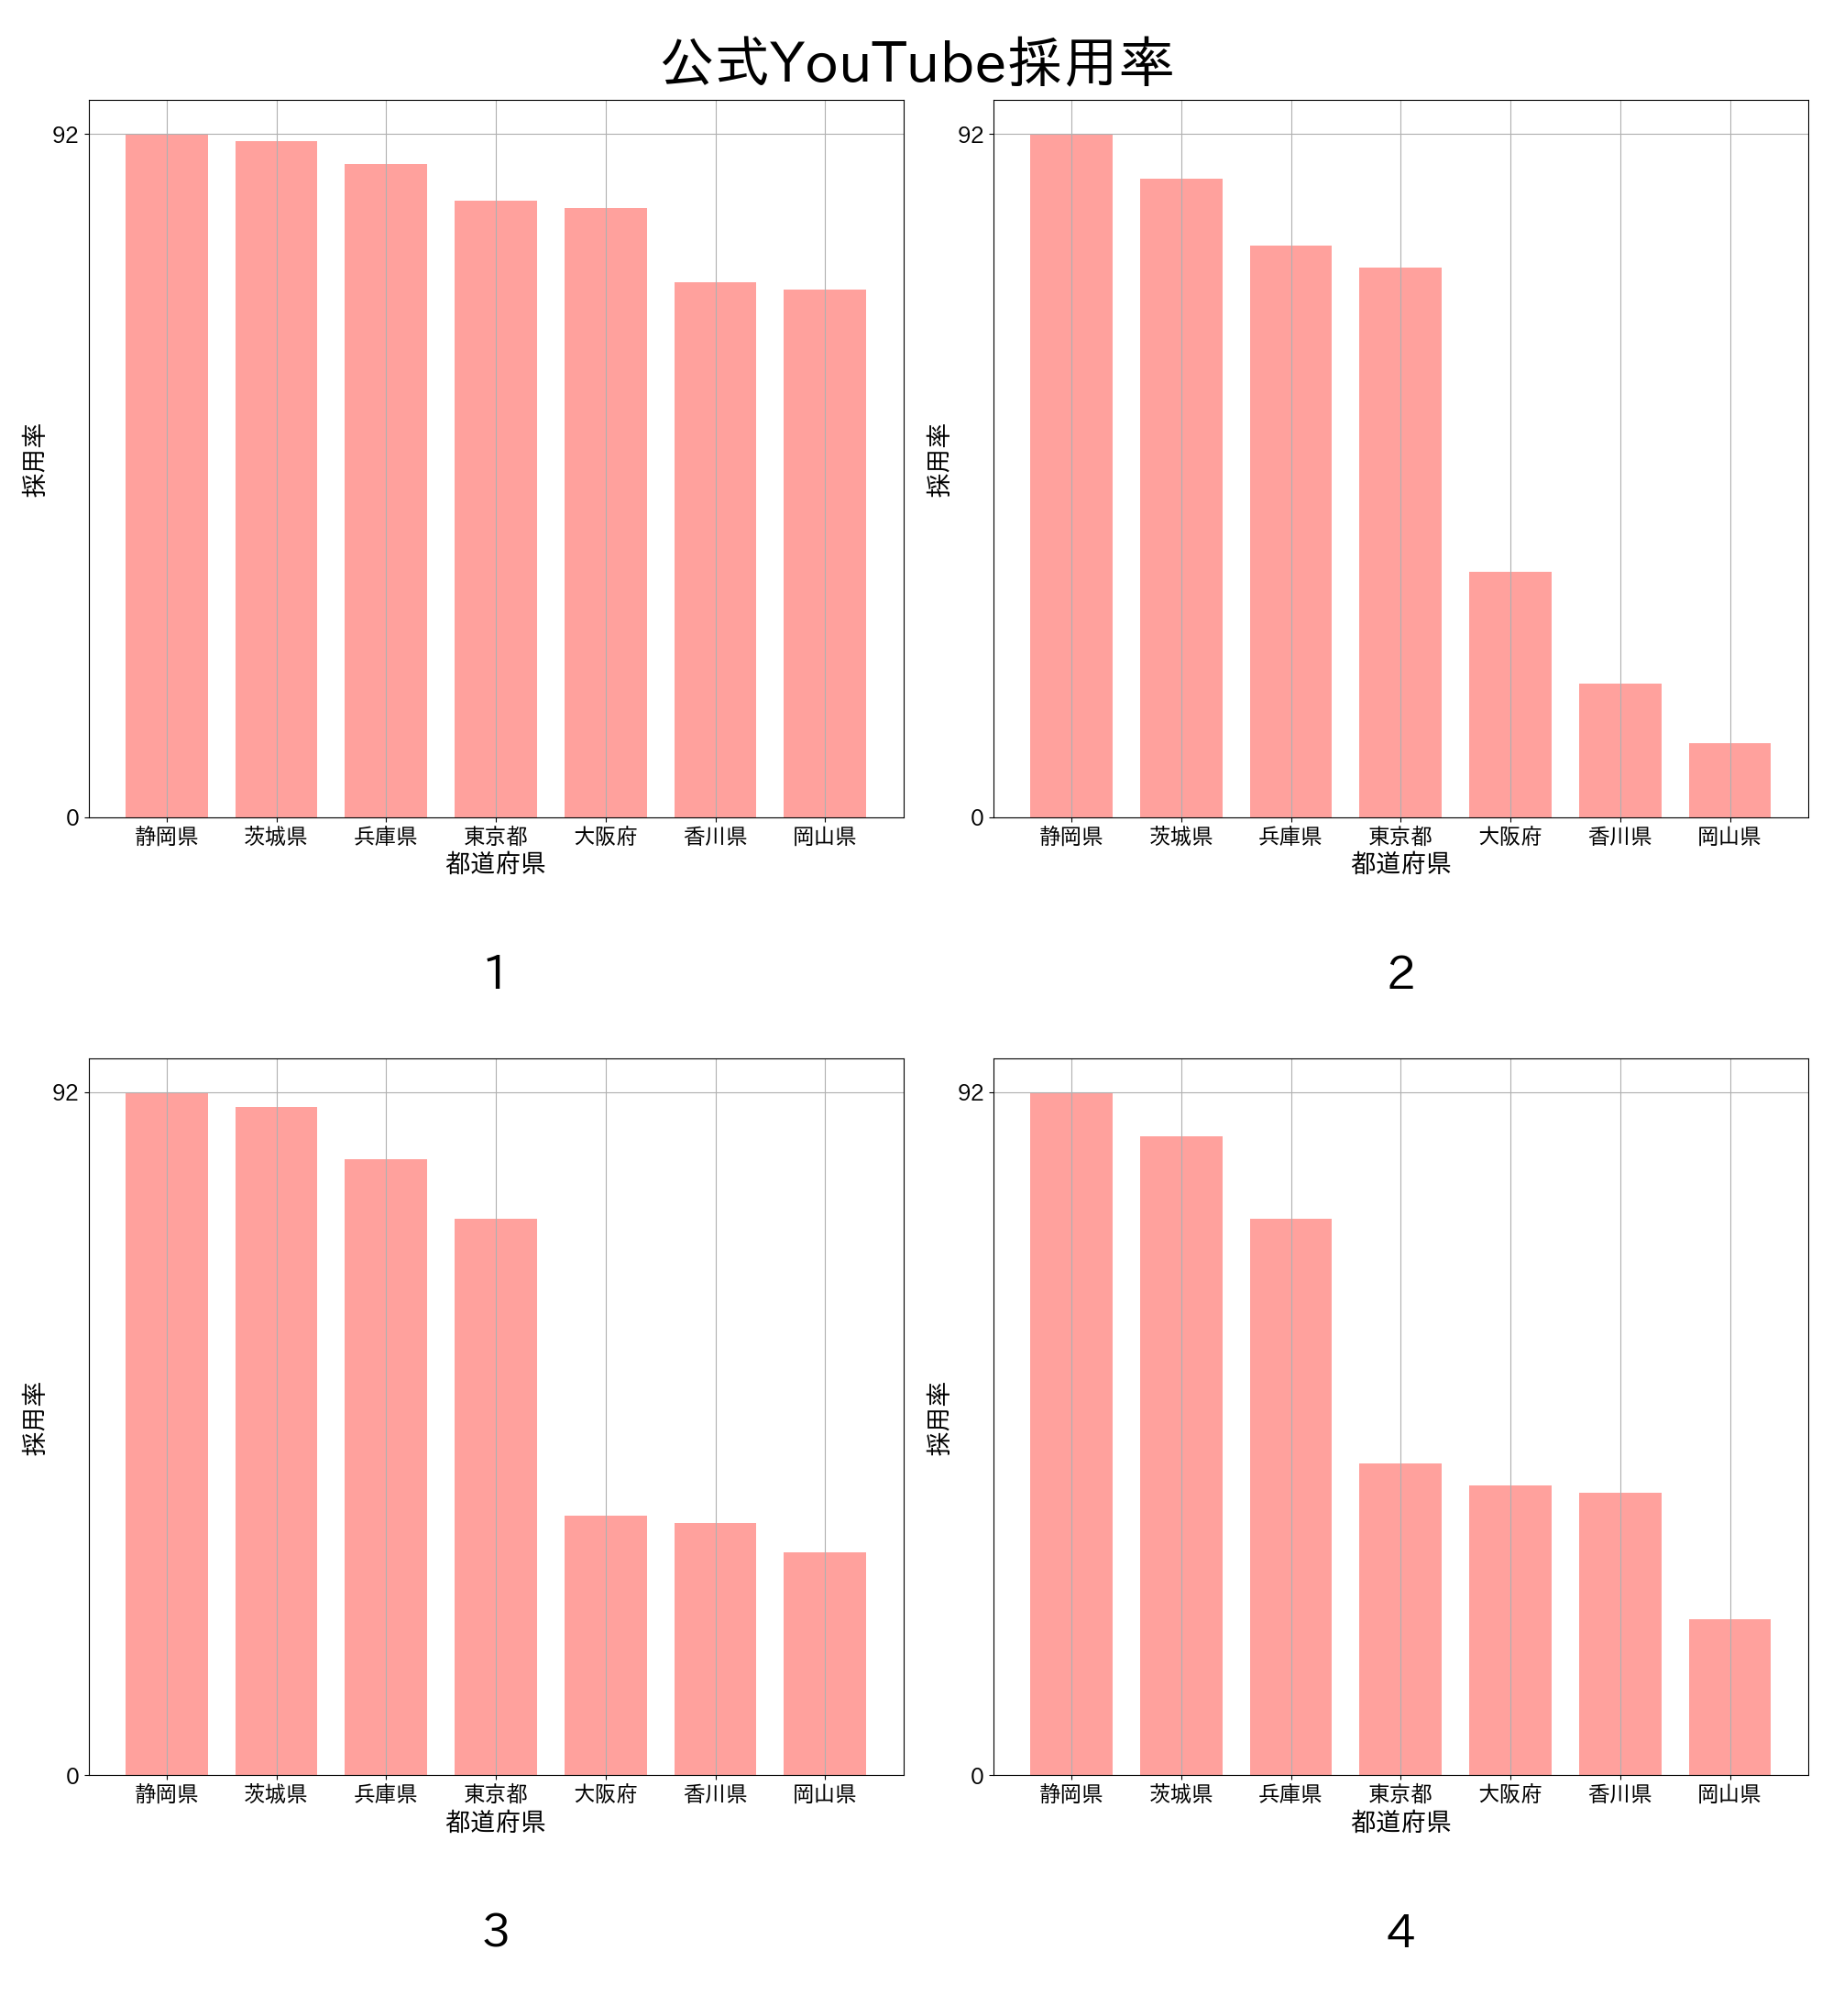 公式YouTube採用率
92
0
採用率
静岡県 茨城県 兵庫県 東京都 大阪府 香川県 岡山県
都道府県
1
92
0
採用率
静岡県 茨城県 兵庫県 東京都 大阪府 香川県 岡山県
都道府県
2
92
0
採用率
静岡県 茨城県 兵庫県 東京都 大阪府 香川県 岡山県
都道府県
3
92
0
採用率
静岡県 茨城県 兵庫県 東京都 大阪府 香川県 岡山県
都道府県
4